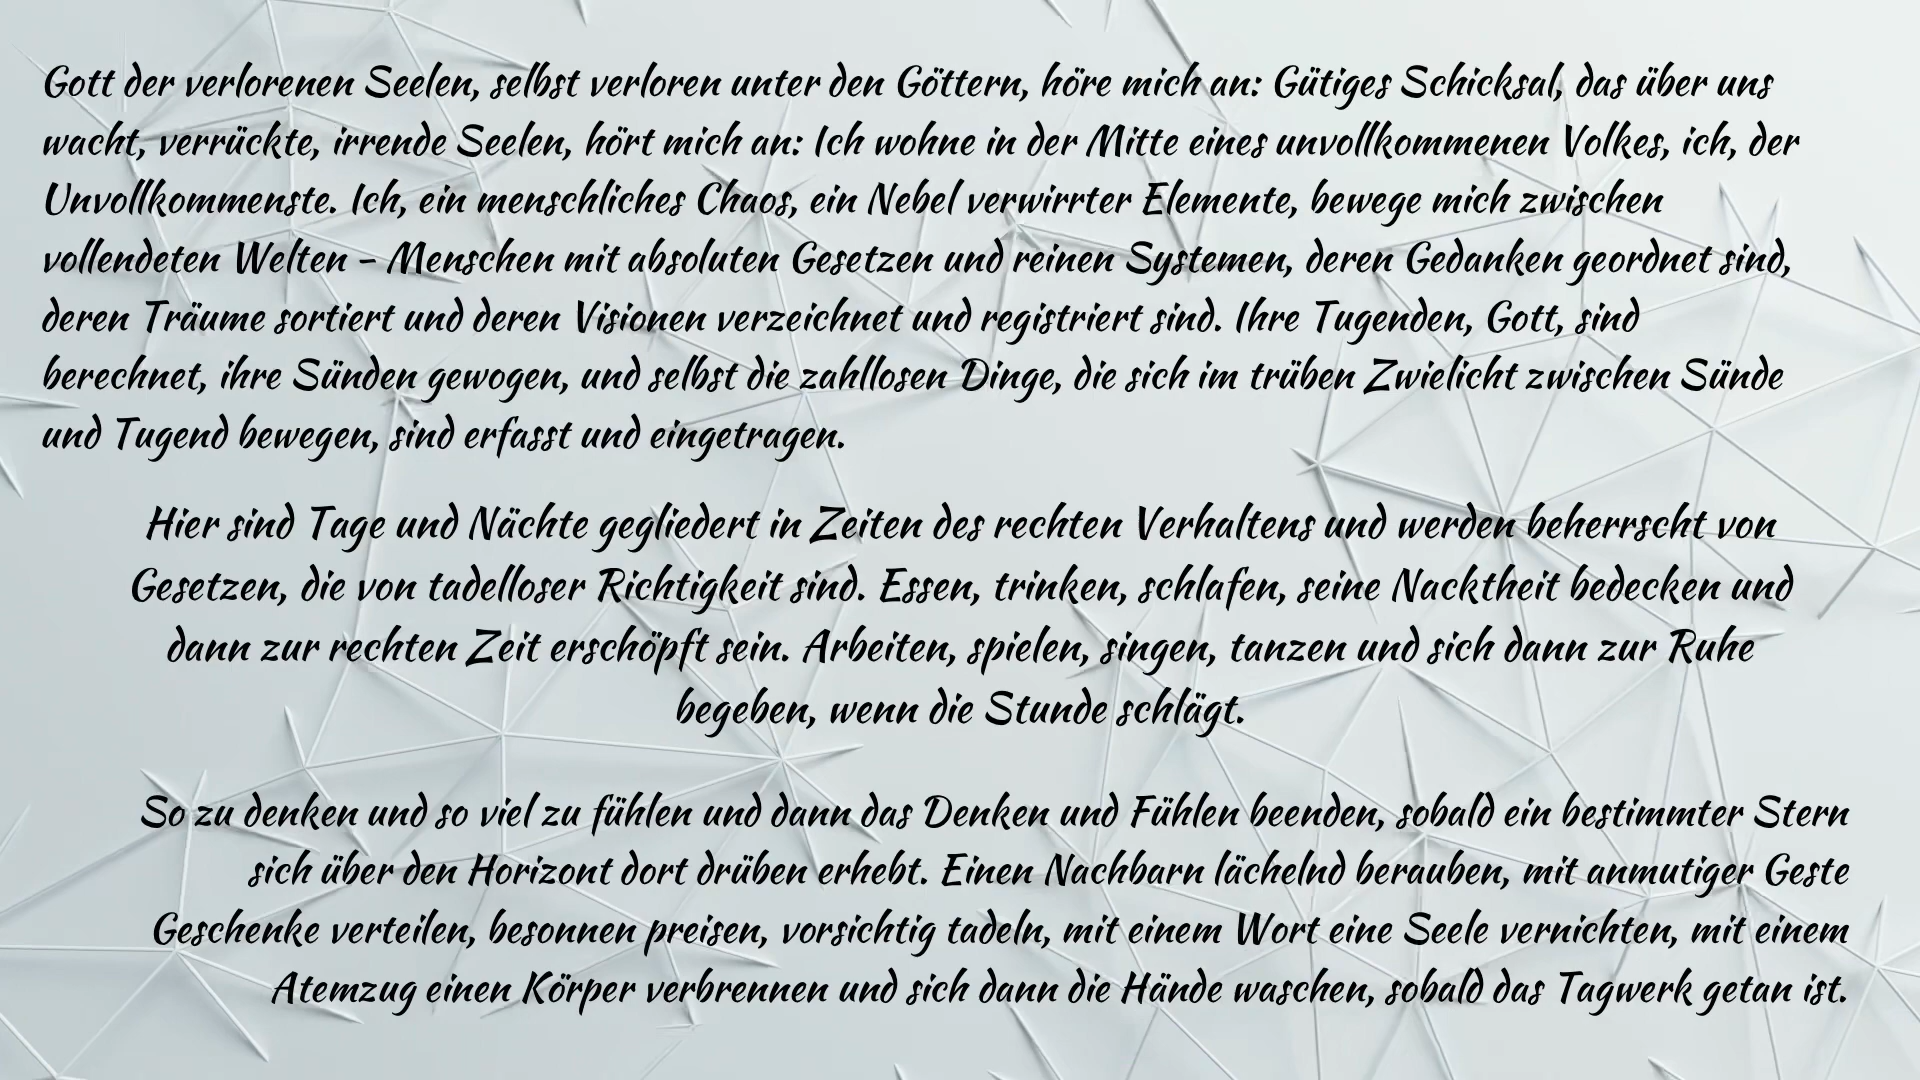 Gott der verlorenen Seelen, selbst verloren unter den Göttern, höre mich an: Gütiges Schicksal, das über uns
wacht, verrückte, irrende Seelen, hört mich an: Ich wohne in der Mitte eines unvollkommenen Volkes, ich, der
Unvollkommenste. Ich, ein menschliches Chaos, ein Nebel verwirrter Elemente, bewege mich zwischen
vollendeten Welten - Menschen mit absoluten Gesetzen und reinen Systemen, deren Gedanken geordnet sind,
deren Träume sortiert und deren Visionen verzeichnet und registriert sind. Ihre Tugenden, Gott, sind
berechnet, ihre Sünden gewogen, und selbst die zahllosen Dinge, die sich im trüben Zwielicht zwischen Sünde
und Tugend bewegen, sind erfasst und eingetragen.
Hier sind Tage und Nächte gegliedert in Zeiten des rechten Verhaltens und werden beherrscht von
Gesetzen, die von tadelloser Richtigkeit sind. Essen, trinken, schlafen, seine Nacktheit bedecken und
dann zur rechten Zeit erschöpft sein. Arbeiten, spielen, singen, tanzen und sich dann zur Ruhe
begeben, wenn die Stunde schlägt.
So zu denken und so viel zu fühlen und dann das Denken und Fühlen beenden, sobald ein bestimmter Stern
sich über den Horizont dort drüben erhebt. Einen Nachbarn lächelnd berauben, mit anmutiger Geste
Geschenke verteilen, besonnen preisen, vorsichtig tadeln, mit einem Wort eine Seele vernichten, mit einem
Atemzug einen Körper verbrennen und sich dann die Hände waschen, sobald das Tagwerk getan ist.